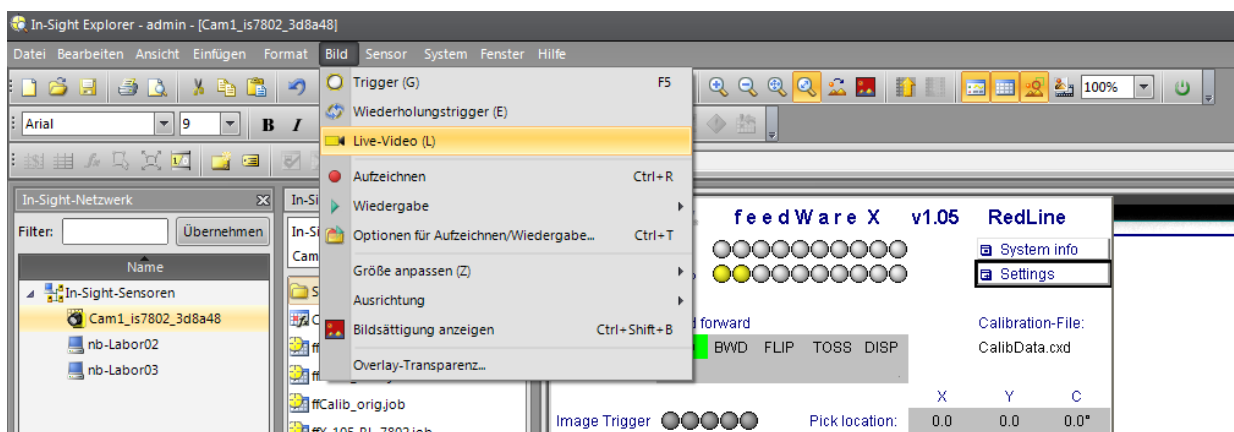 In-Sight Explorer - admin - [Cam1_is7802_3d8a48]
Datei Bearbeiten Ansicht Einfügen Format Bild Sensor System Fenster Hilfe
Trigger (G) F5
100%
Wiederholungstrigger (E)
Arial 9 B I
Live-Video (L)
Aufzeichnen Ctrl+R
In-Sight-Netzwerk
Wiedergabe
feedWare X v1.05 RedLine
Filter: Übernehmen
Optionen für Aufzeichnen/Wiedergabe... Ctrl+T
System info
Name
Größe anpassen (Z)
Settings
In-Sight-Sensoren
Ausrichtung
Cam1_is7802_3d8a48
Bildsättigung anzeigen Ctrl+Shift+B
forward
Calibration-File:
nb-Labor02
BWD FLIP TOSS DISP
CalibData.cxd
Overlay-Transparenz...
nb-Labor03
ffCalib_orig.job
X Y C
Image Trigger
Pick location: 0.0 0.0 0.0°